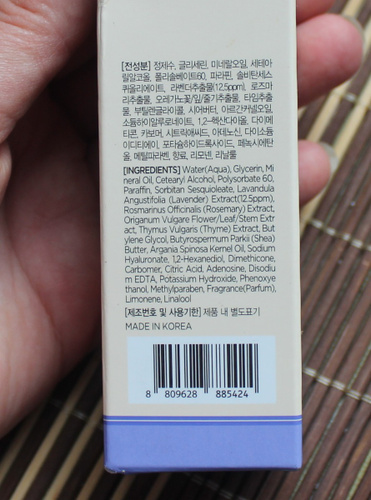 [전성분] 정제수, 글리세린, 미네랄오일, 세테아
릴알코올, 폴리솔베이트60, 파라핀, 솔비탄세스
퀴올리에이트, 라벤더추출물(12.5ppm), 로즈마
리추출물, 오레가노꽃/잎/줄기추출물, 타임추출
물, 부틸렌글라이콜, 시어버터, 아르간커넬오일,
소듐하이알루로네이트, 1,2-헥산다이올, 다이메
티콘, 카보머, 시트릭애씨드, 아데노신, 다이소듐
이디티에이, 포타슘하이드록사이드, 페녹시에탄
올, 메틸파라벤, 향료, 리모넨, 리날룰
[INGREDIENTS] Water(Aqua), Glycerin, Mi
neral Oil, Cetearyl Alcohol, Polysorbate 60,
Paraffin, Sorbitan Sesquioleate, Lavandula
Angustifolia (Lavender) Extract(12.5ppm),
Rosmarinus Officinalis (Rosemary) Extract,
Origanum Vulgare Flower/Leaf/Stem Extr
act, Thymus Vulgaris (Thyme) Extract, But
ylene Glycol, Butyrospermum Parkii (Shea)
Butter, Argania Spinosa Kernel Oil, Sodium
Hyaluronate, 1,2-Hexanediol, Dimethicone,
Carbomer, Citric Acid, Adenosine, Disodiu
m EDTA, Potassium Hydroxide, Phenoxye
thanol, Methylparaben, Fragrance(Parfum),
Limonene, Linalool
[제조번호 및 사용기한] 제품 내 별도표기
MADE IN KOREA
8 809628 885424